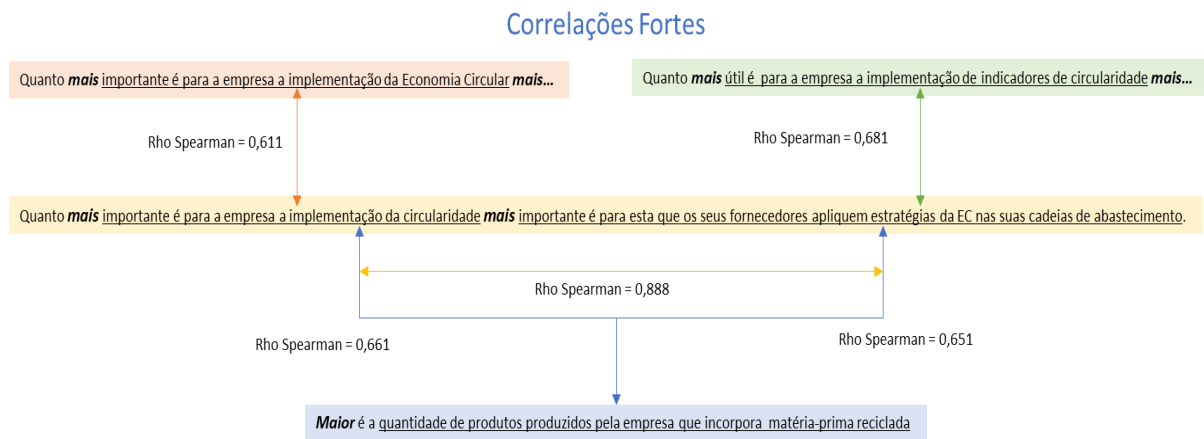 Correlações Fortes
Quanto mais importante é para a empresa a implementação da Economia Circular mais...
Quanto mais útil é para a empresa a implementação de indicadores de circularidade mais...
Rho Spearman = 0,611
Rho Spearman = 0,681
Quanto mais importante é para a empresa a implementação da circularidade mais importante é para esta que os seus fornecedores apliquem estratégias da EC nas suas cadeias de abastecimento.
Rho Spearman = 0,888
Rho Spearman = 0,661
Rho Spearman = 0,651
Maior é a quantidade de produtos produzidos pela empresa que incorpora matéria-prima reciclada